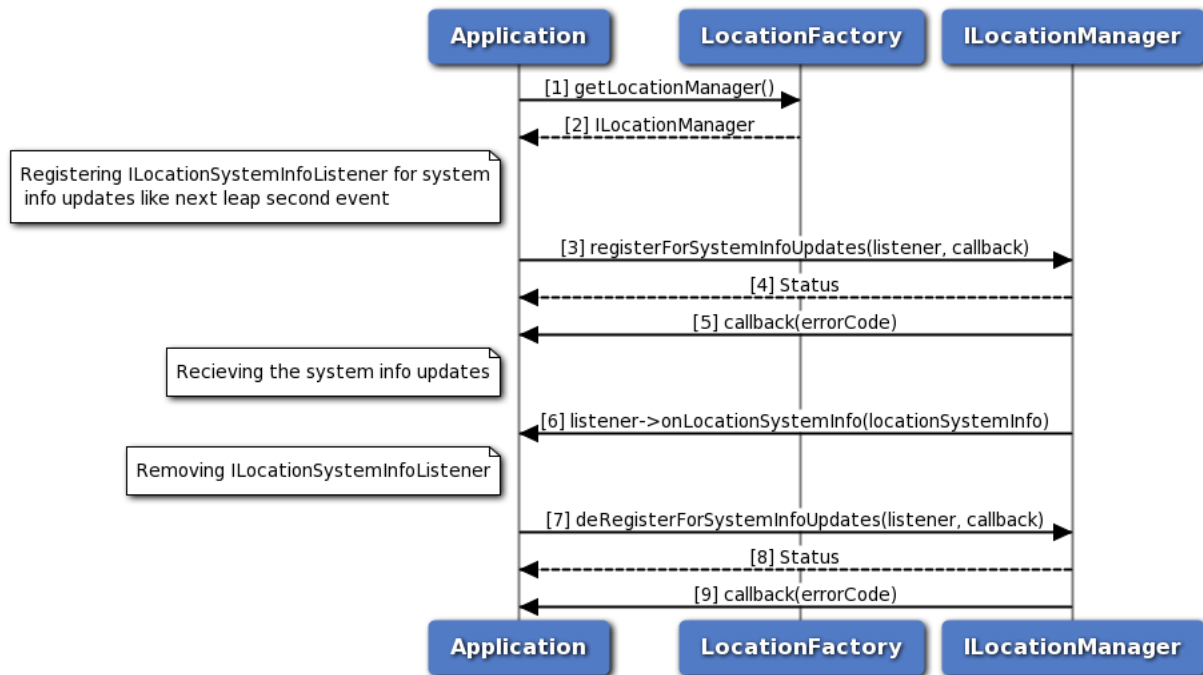 Application
LocationFactory
ILocationManager
[1] getLocationManager()
[2] ILocationManager
Registering ILocationSystemInfoListener for system
info updates like next leap second event
[3] registerForSystemInfoUpdates(listener, callback)
[4] Status
[5] callback(errorCode)
Recieving the system info updates
[6] listener->onLocationSystemInfo(locationSystemInfo)
Removing ILocationSystemInfoListener
[7] deRegisterForSystemInfoUpdates(listener, callback)
[8] Status
[9] callback(errorCode)
Application
LocationFactory
ILocationManager